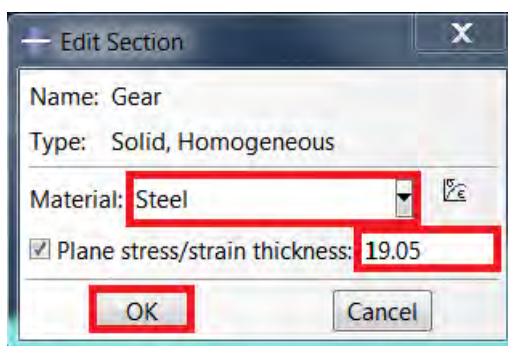 Edit Section
X
Name: Gear
Type: Solid, Homogeneous
Material: Steel
Plane stress/strain thickness: 19.05
OK Cancel